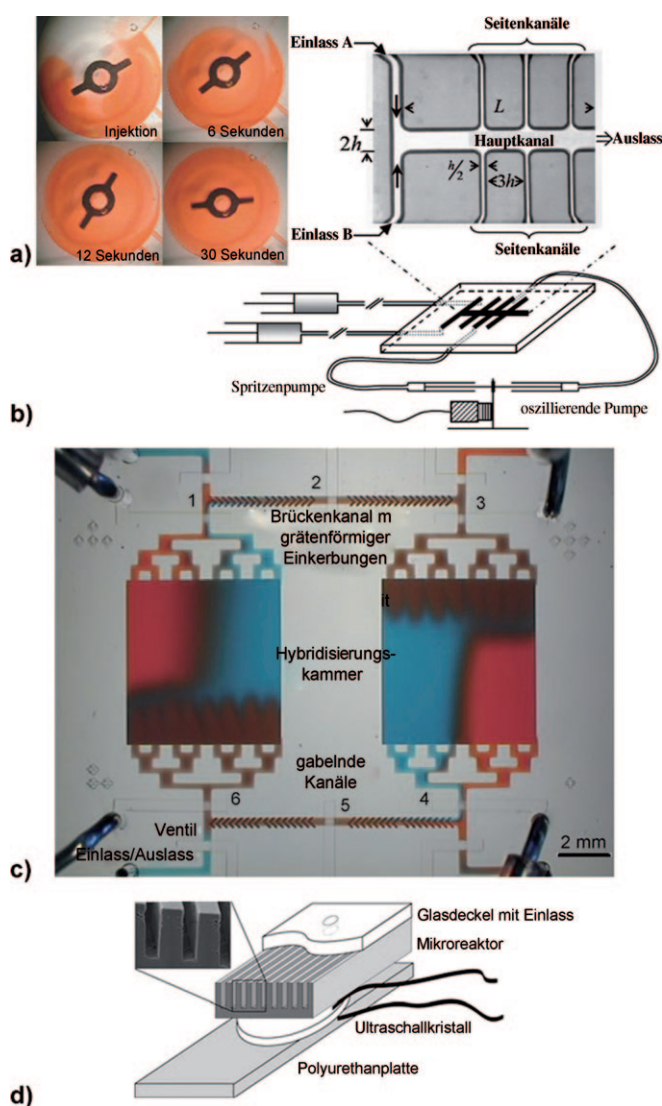 a)
Injektion
6 Sekunden
12 Sekunden
30 Sekunden
Einlass A
Seitenkanäle
L
2h
Hauptkanal
Auslass
h/2
3h
Einlass B
Seitenkanäle
b)
Spritzenpumpe
oszillierende Pumpe
c)
1
2
3
Brückenkanal m
grätenförmiger
Einkerbungen
it
Hybridisierungs-
kammer
gabelnde
Kanäle
6
5
4
Ventil
Einlass/Auslass
2 mm
d)
Glasdeckel mit Einlass
Mikroreaktor
Ultraschallkristall
Polyurethanplatte